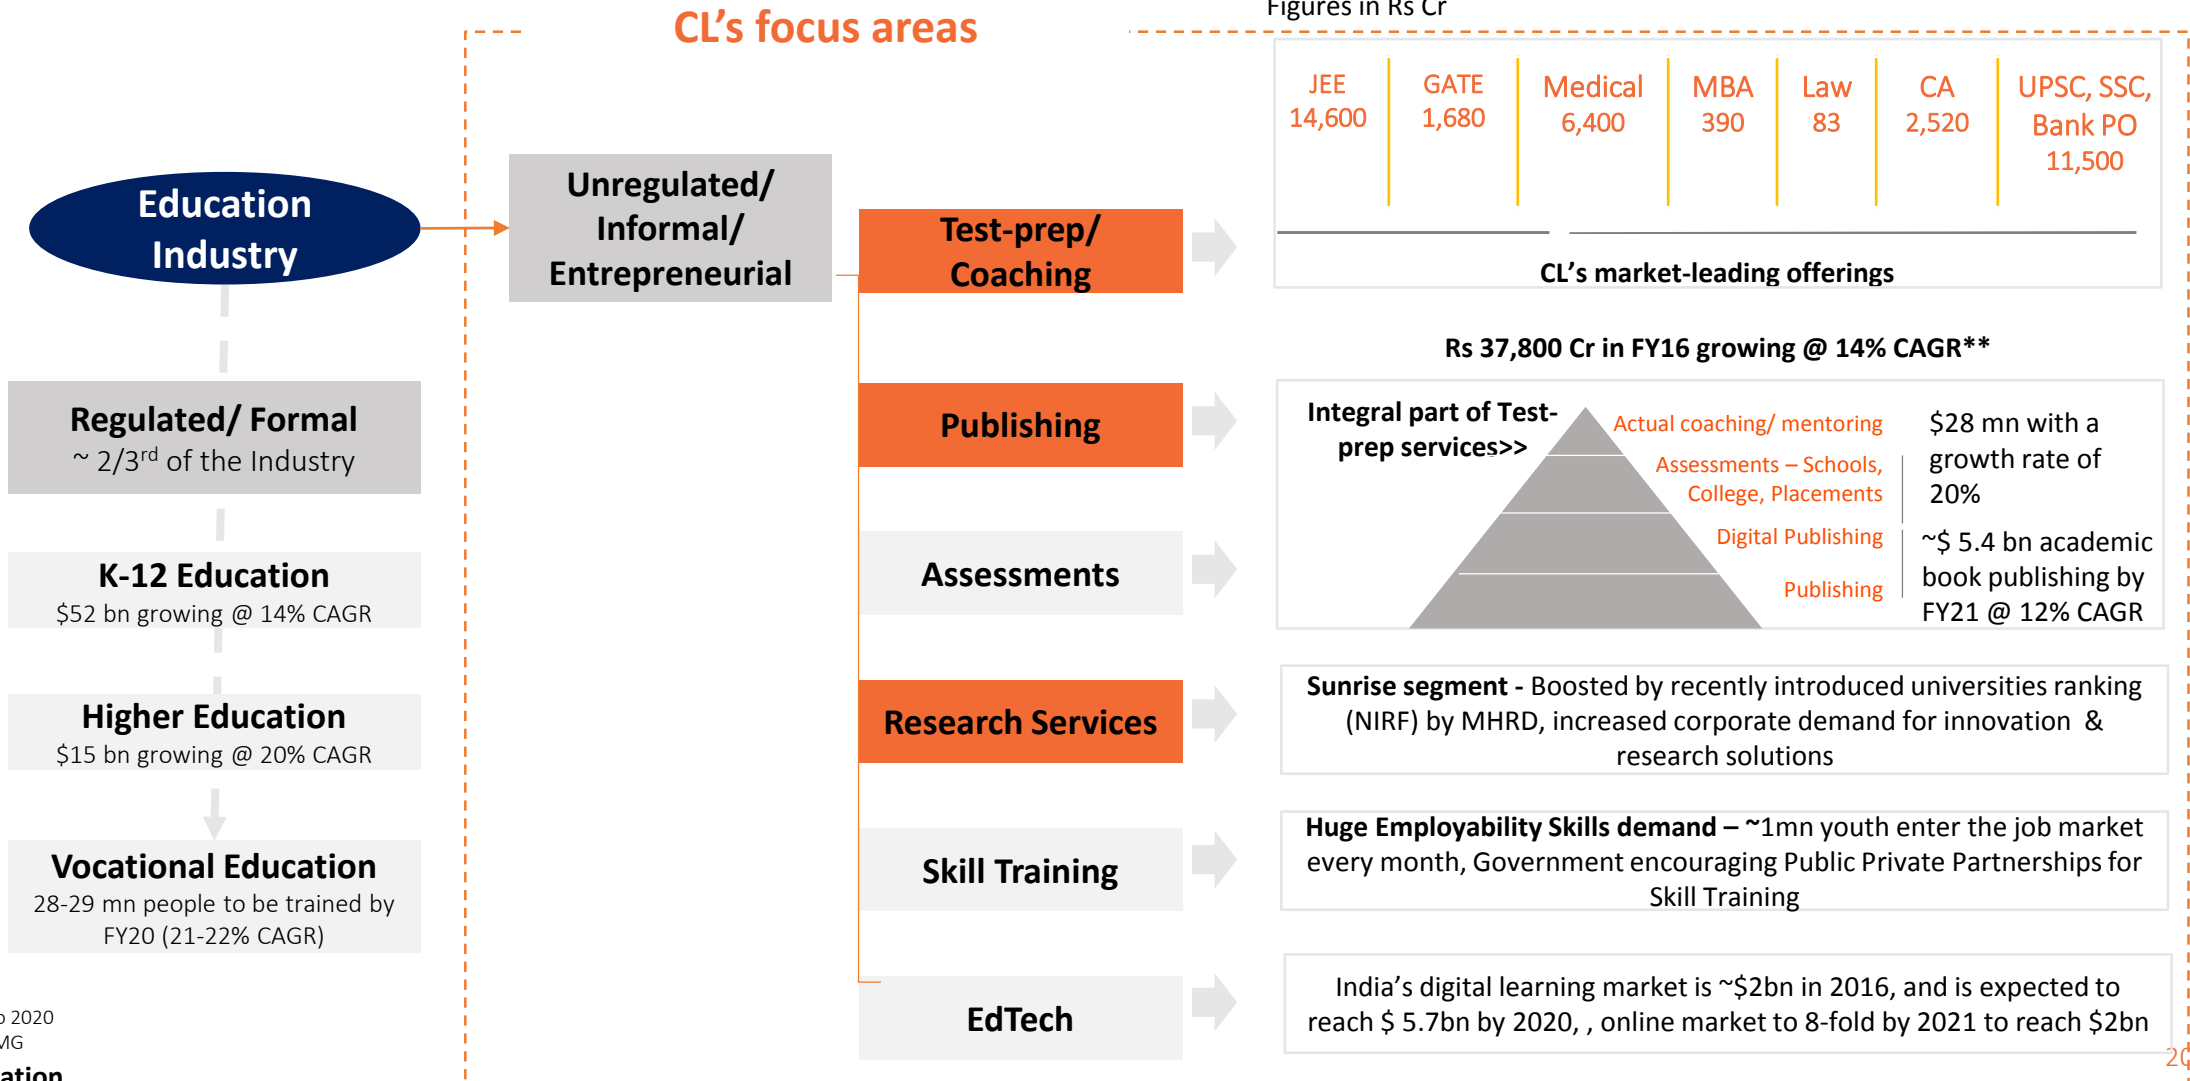 CL's focus areas
Figures in Rs Cr
JEE
14,600
GATE
1,680
Medical
6,400
MBA
390
Law
83
CA
2,520
UPSC, SSC,
Bank PO
11,500
CL's market-leading offerings
Education
Industry
Unregulated/
Informal/
Entrepreneurial
Test-prep/
Coaching
Rs 37,800 Cr in FY16 growing @ 14% CAGR**
Regulated/ Formal
~ 2/3rd of the Industry
Publishing
Integral part of Test-
prep services>>
Actual coaching/ mentoring
Assessments – Schools,
College, Placements
Digital Publishing
Publishing
$28 mn with a
growth rate of
20%
~$ 5.4 bn academic
book publishing by
FY21 @ 12% CAGR
K-12 Education
$52 bn growing @ 14% CAGR
Assessments
Higher Education
$15 bn growing @ 20% CAGR
Research Services
Sunrise segment - Boosted by recently introduced universities ranking
(NIRF) by MHRD, increased corporate demand for innovation &
research solutions
Vocational Education
28-29 mn people to be trained by
FY20 (21-22% CAGR)
Skill Training
Huge Employability Skills demand – ~1mn youth enter the job market
every month, Government encouraging Public Private Partnerships for
Skill Training
EdTech
India's digital learning market is ~$2bn in 2016, and is expected to
reach $ 5.7bn by 2020, , online market to 8-fold by 2021 to reach $2bn
2020
20